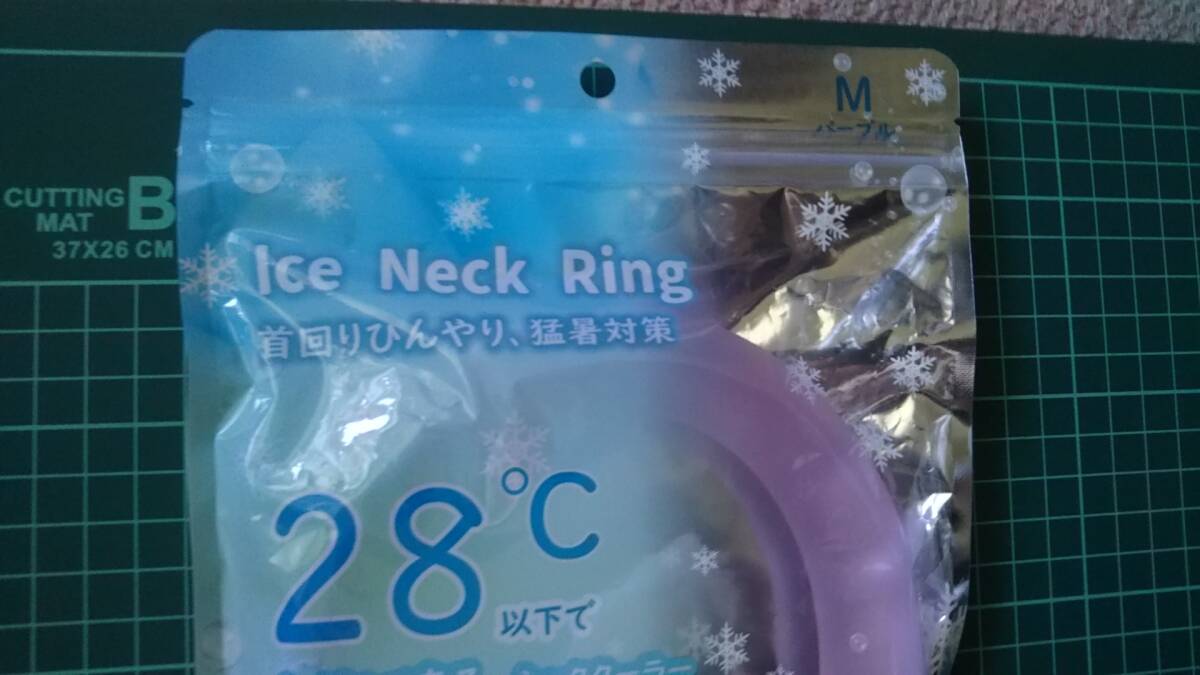 M
パープル
CUTTING
MAT B
37X26 CM
Ice Neck Ring
首回りひんやり、猛暑対策
28℃
以下で